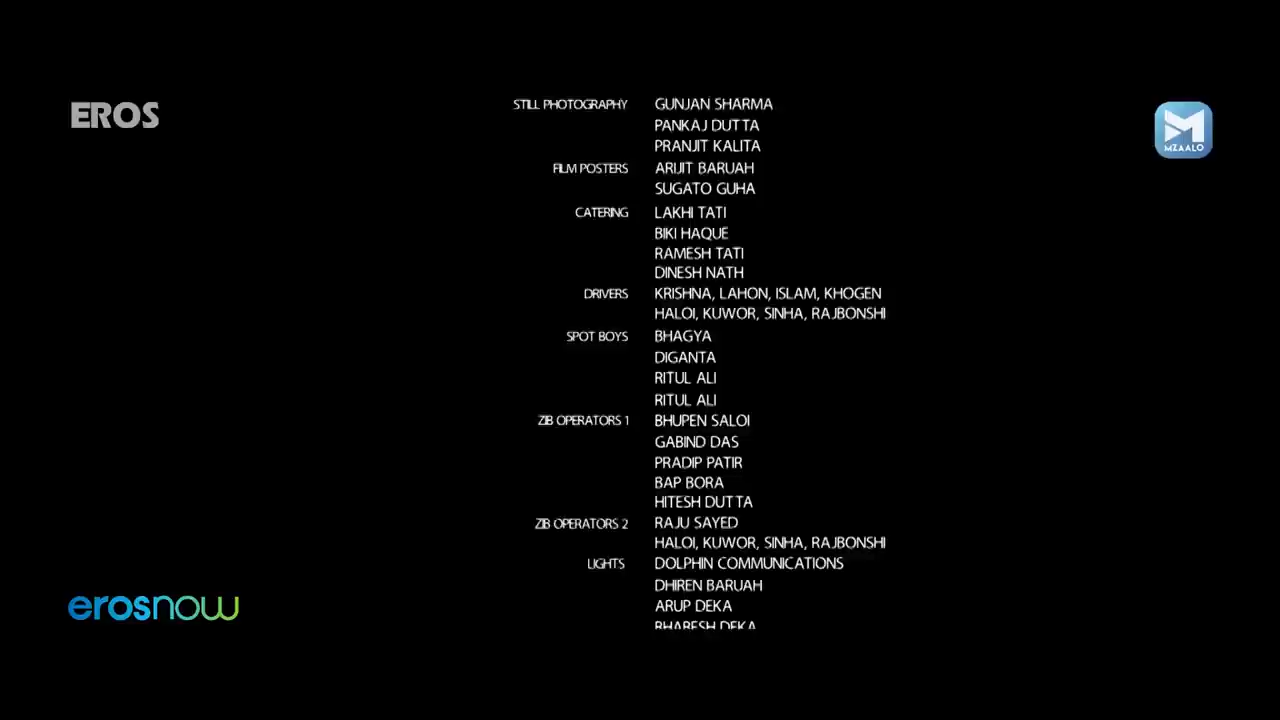 EROS
MZAALO
STILL PHOTOGRAPHY GUNJAN SHARMA
PANKAJ DUTTA
PRANJIT KALITA
FILM POSTERS ARIJIT BARUAH
SUGATO GUHA
CATERING LAKHI TATI
BIKI HAQUE
RAMESH TATI
DINESH NATH
DRIVERS KRISHNA, LAHON, ISLAM, KHOGEN
HALOI, KUWOR, SINHA, RAJBONSHI
SPOT BOYS BHAGYA
DIGANTA
RITUL ALI
RITUL ALI
ZIB OPERATORS 1 BHUPEN SALOI
GABIND DAS
PRADIP PATIR
BAP BORA
HITESH DUTTA
ZIB OPERATORS 2 RAJU SAYED
HALOI, KUWOR, SINHA, RAJBONSHI
LIGHTS DOLPHIN COMMUNICATIONS
DHIREN BARUAH
ARUP DEKA
BHABESH DEKA
erosnow